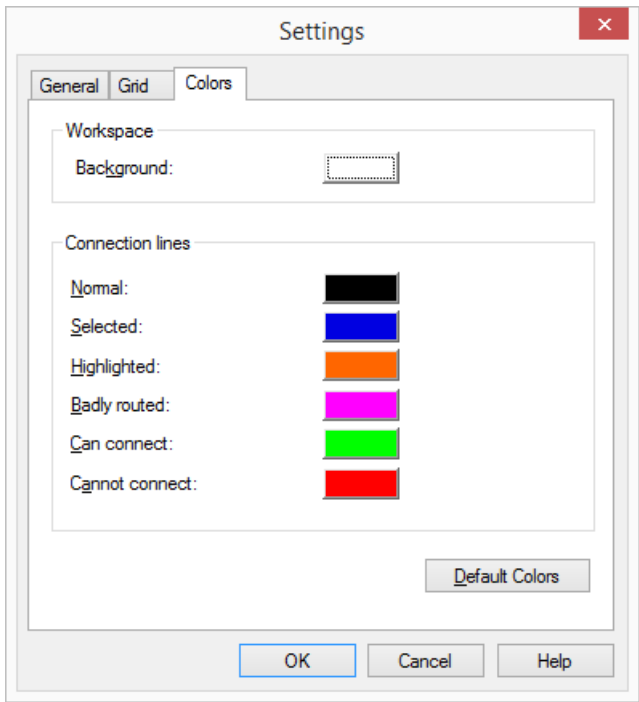 Settings
General Grid Colors
Workspace
Background:
Connection lines
Normal:
Selected:
Highlighted:
Badly routed:
Can connect:
Cannot connect:
Default Colors
OK Cancel Help